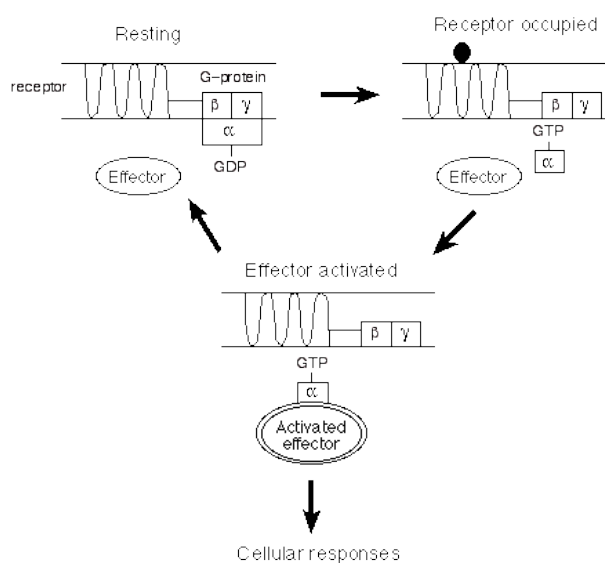 Resting
receptor
G-protein
β γ
α
GDP
Effector
Receptor occupied
β γ
GTP
α
Effector
Effector activated
β γ
GTP
α
Activated
effector
Cellular responses